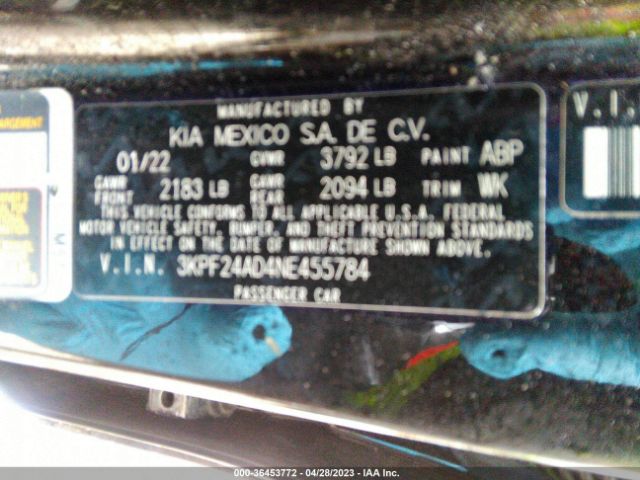 ARGEMENT
MANUFACTURED BY
KIA MEXICO S.A. DE C.V.
01/22 GVWR 3792 LB PAINT ABP
GAWR FRONT 2183 LB GAWR REAR 2094 LB TRIM WK
THIS VEHICLE CONFORMS TO ALL APPLICABLE U.S.A. FEDERAL
MOTOR VEHICLE SAFETY, BUMPER, AND THEFT PREVENTION STANDARDS
IN EFFECT ON THE DATE OF MANUFACTURE SHOWN ABOVE.
V.I.N. 3KPF24AD4NE455784
PASSENGER CAR
V.I.
000-36453772 - 04/28/2023 - IAA Inc.